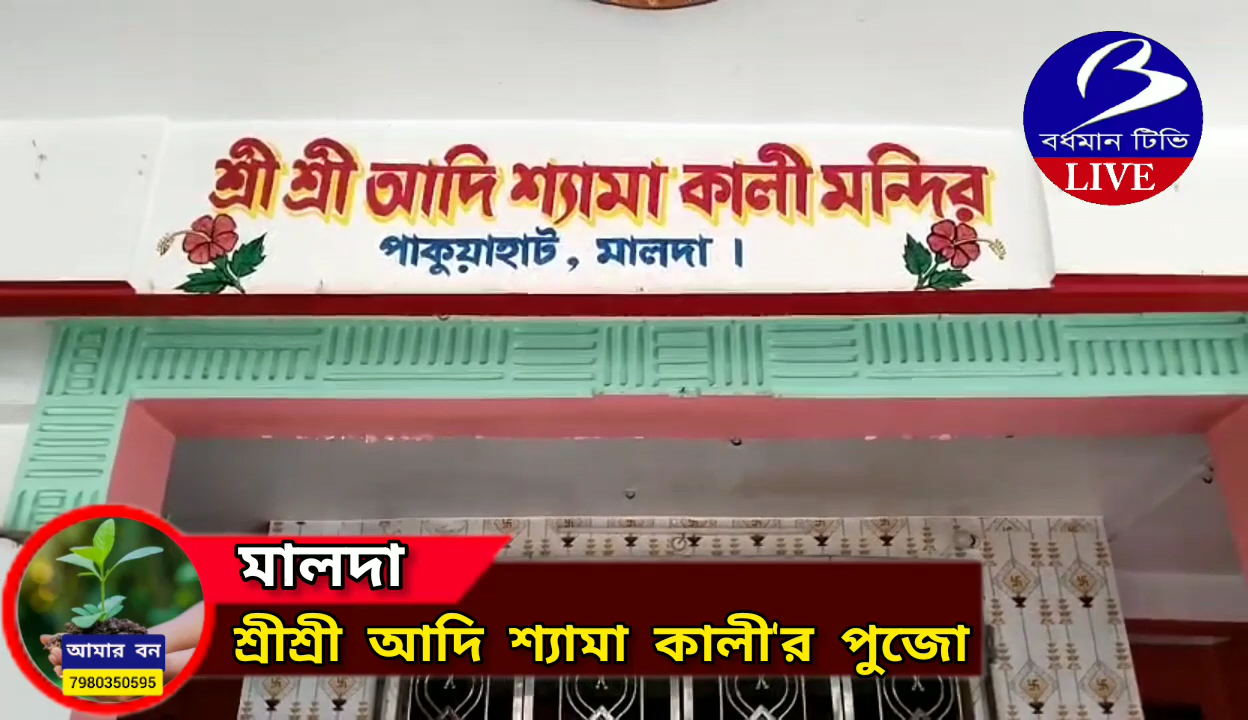 বর্ধমান টিভি
LIVE
শ্রী শ্রী আদি শ্যামা কালী মন্দির
পাকুয়াহাট, মালদা ।
মালদা
শ্রীশ্রী আদি শ্যামা কালী'র পুজো
আমার বন
7980350595